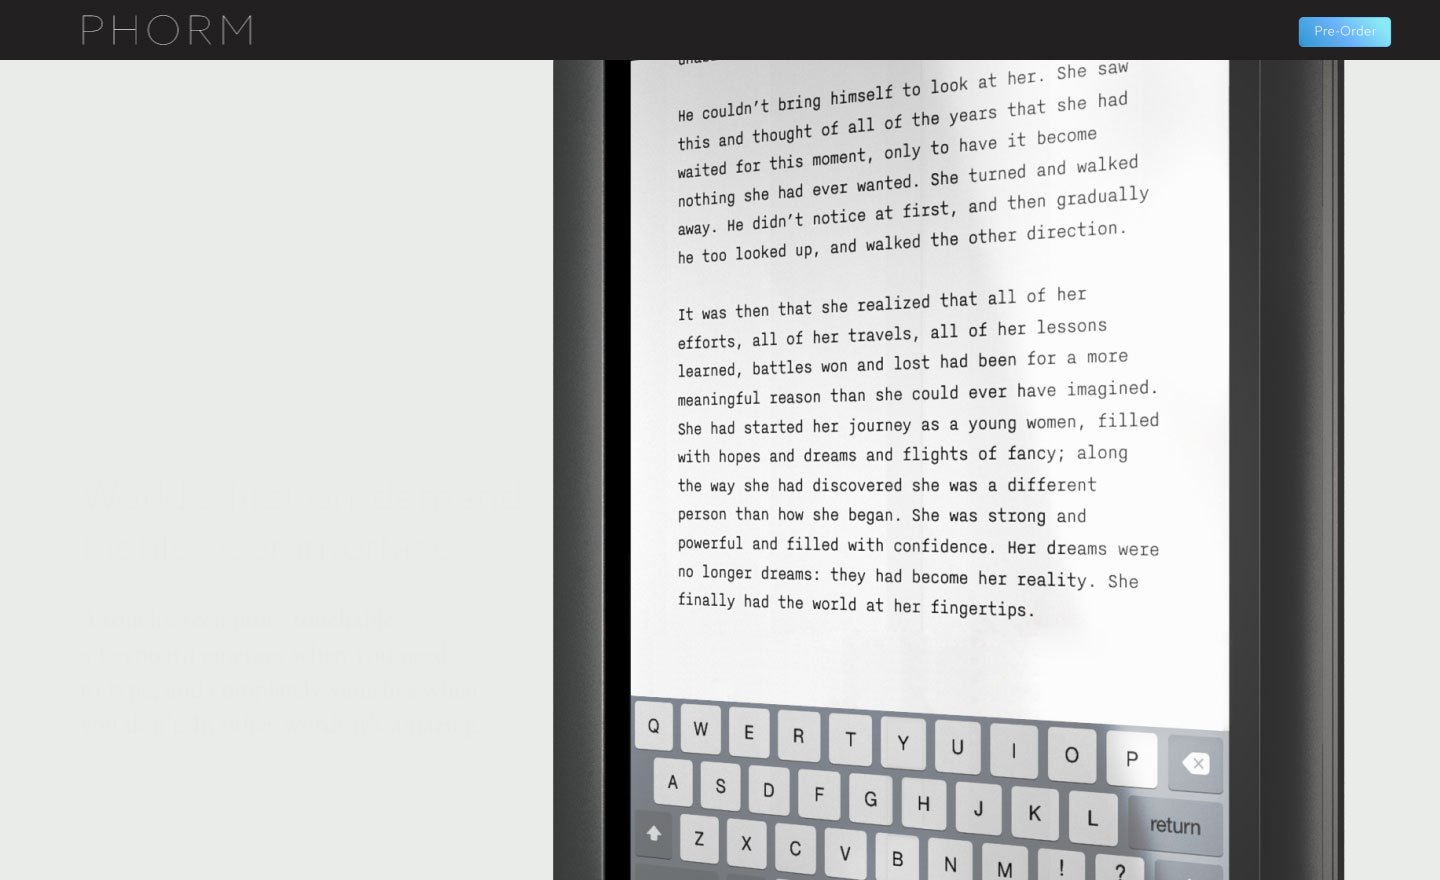 PHORM
Pre-Order
He couldn't bring himself to look at her. She saw
this and thought of all of the years that she had
waited for this moment, only to have it become
nothing she had ever wanted. She turned and walked
away. He didn't notice at first, and then gradually
he too looked up, and walked the other direction.
It was then that she realized that all of her
efforts, all of her travels, all of her lessons
learned, battles won and lost had been for a more
meaningful reason than she could ever have imagined.
She had started her journey as a young women, filled
with hopes and dreams and flights of fancy; along
the way she had discovered she was a different
person than how she began. She was strong and
powerful and filled with confidence. Her dreams were
no longer dreams: they had become her reality. She
finally had the world at her fingertips.
Q W E R T Y U I O P
A S D F G H J K L return
Z X C V B N M ! ?